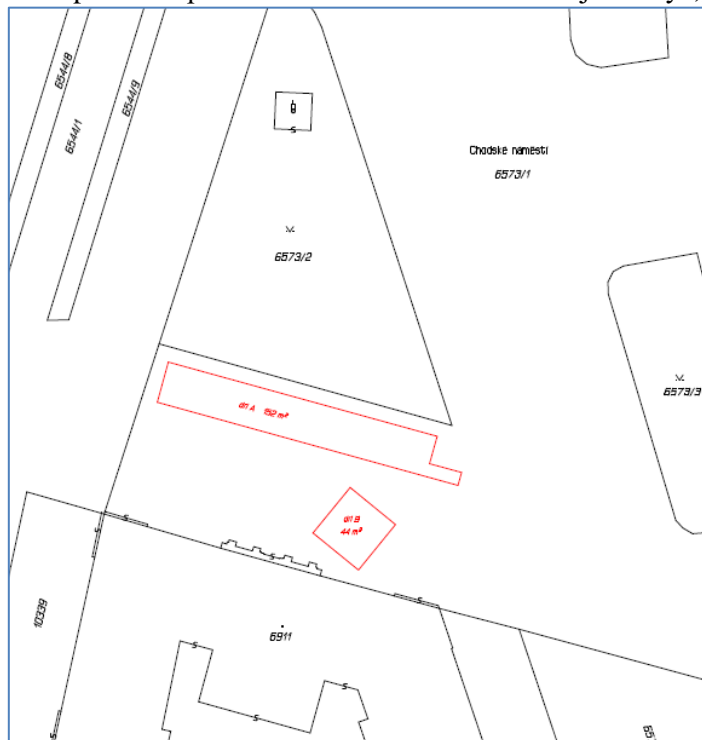 6544/8
6544/1
6544/9
Chodské náměstí
6573/1
6573/2
6573/3
díl A 152 m²
díl B
44 m²
10339
6911